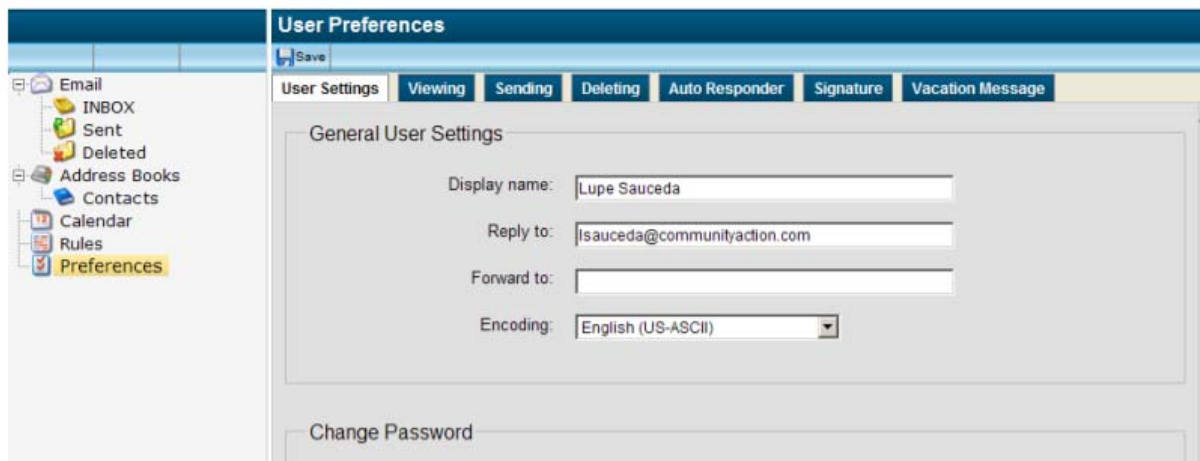 User Preferences
Save
User Settings Viewing Sending Deleting Auto Responder Signature Vacation Message
Email
INBOX
Sent
Deleted
Address Books
Contacts
12
Calendar
Rules
Preferences
General User Settings
Display name: Lupe Sauceda
Reply to: lsauceda@communityaction.com
Forward to:
Encoding: English (US-ASCII)
Change Password